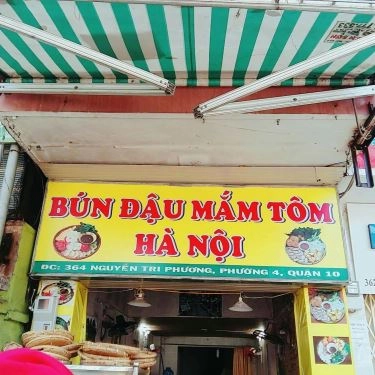 BÚN ĐẬU MẮM TÔM
HÀ NỘI
ĐC: 364 NGUYỄN TRI PHƯƠNG, PHƯỜNG 4, QUẬN 10